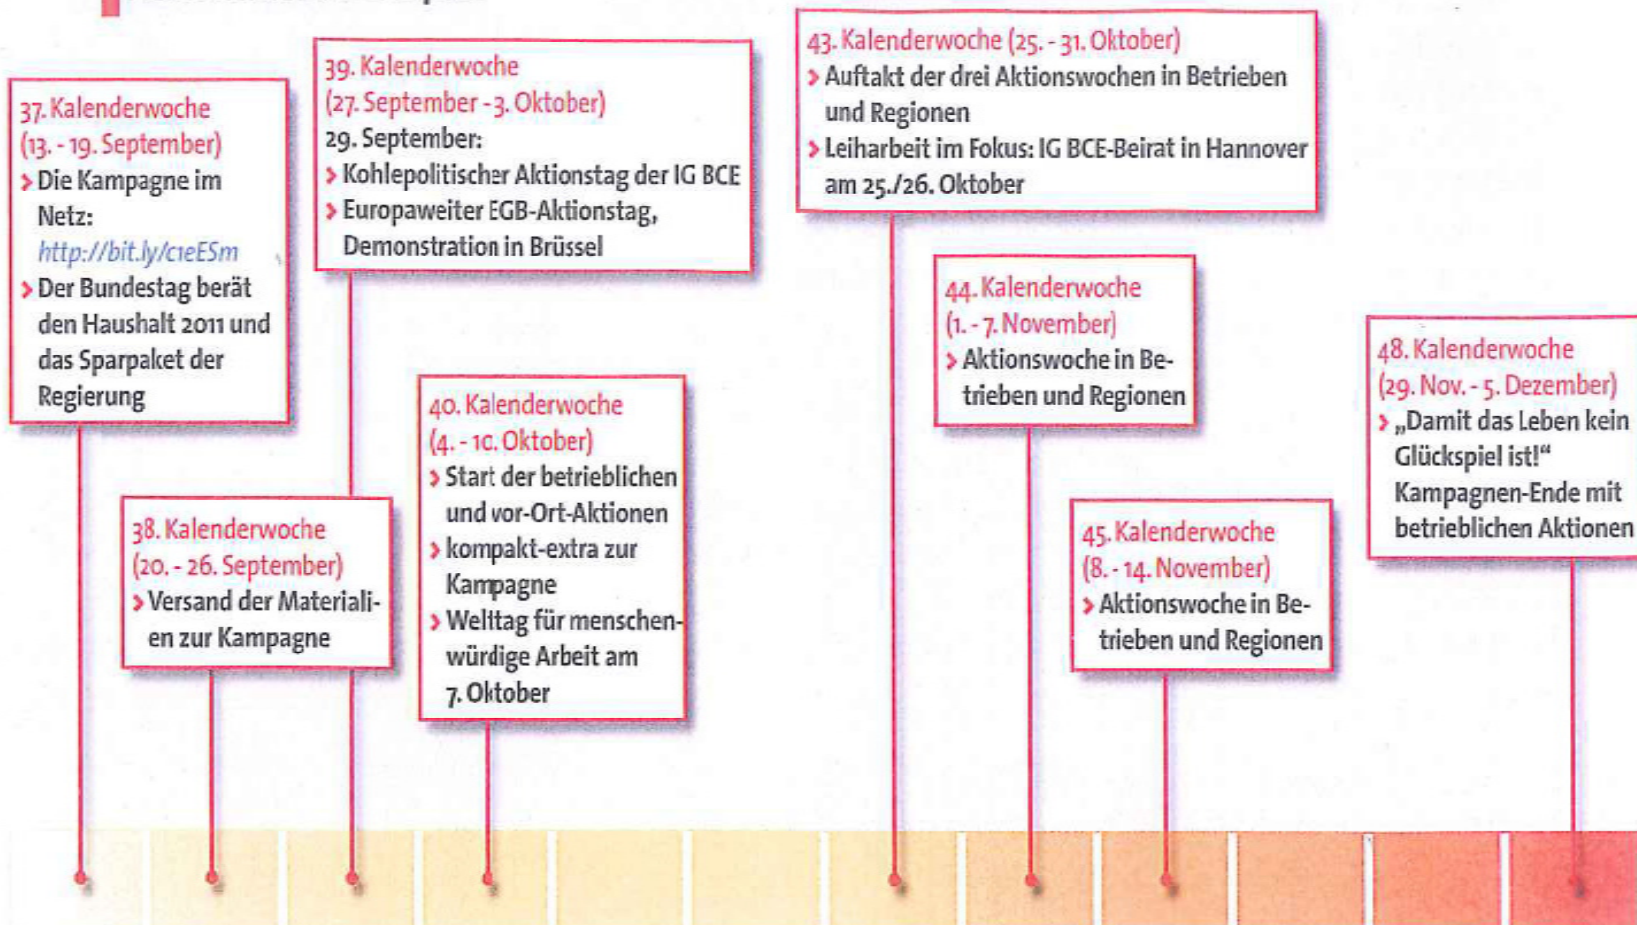 37. Kalenderwoche
(13. - 19. September)
› Die Kampagne im
Netz:
http://bit.ly/c1eESm
› Der Bundestag berät
den Haushalt 2011 und
das Sparpaket der
Regierung
38. Kalenderwoche
(20. - 26. September)
› Versand der Materiali-
en zur Kampagne
39. Kalenderwoche
(27. September - 3. Oktober)
29. September:
› Kohlepolitischer Aktionstag der IG BCE
› Europaweiter EGB-Aktionstag,
Demonstration in Brüssel
40. Kalenderwoche
(4. - 10. Oktober)
› Start der betrieblichen
und vor-Ort-Aktionen
› kompakt-extra zur
Kampagne
› Welttag für menschen-
würdige Arbeit am
7. Oktober
43. Kalenderwoche (25. - 31. Oktober)
› Auftakt der drei Aktionswochen in Betrieben
und Regionen
› Leiharbeit im Fokus: IG BCE-Beirat in Hannover
am 25./26. Oktober
44. Kalenderwoche
(1. - 7. November)
› Aktionswoche in Be-
trieben und Regionen
45. Kalenderwoche
(8. - 14. November)
› Aktionswoche in Be-
trieben und Regionen
48. Kalenderwoche
(29. Nov. - 5. Dezember)
› „Damit das Leben kein
Glückspiel ist!“
Kampagnen-Ende mit
betrieblichen Aktionen